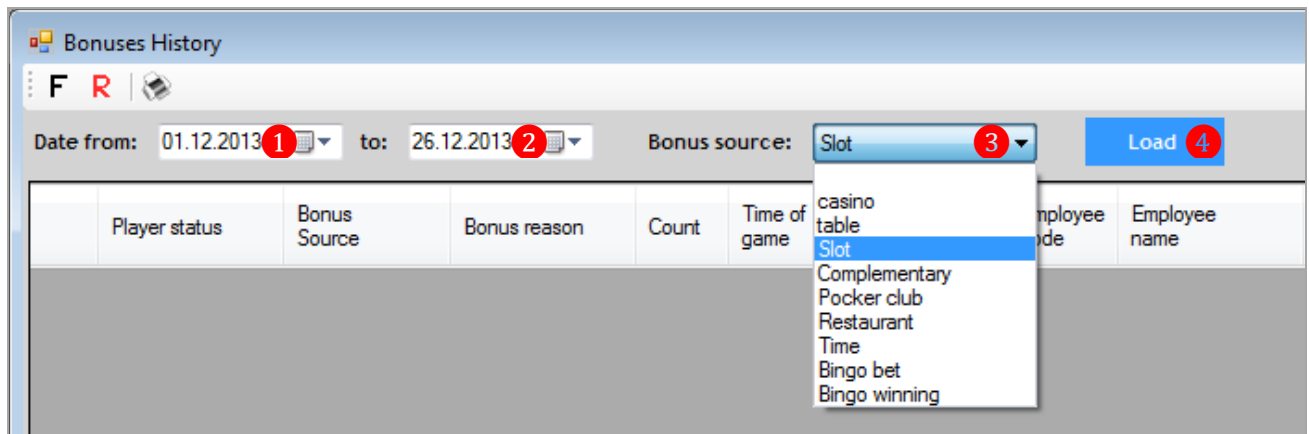 Bonuses History
F R
Date from: 01.12.2013 1 to: 26.12.2013 2 Bonus source: Slot 3 Load 4
Player status Bonus Source Bonus reason Count Time of game Employee name
casino
table
Slot
Complementary
Pocker club
Restaurant
Time
Bingo bet
Bingo winning